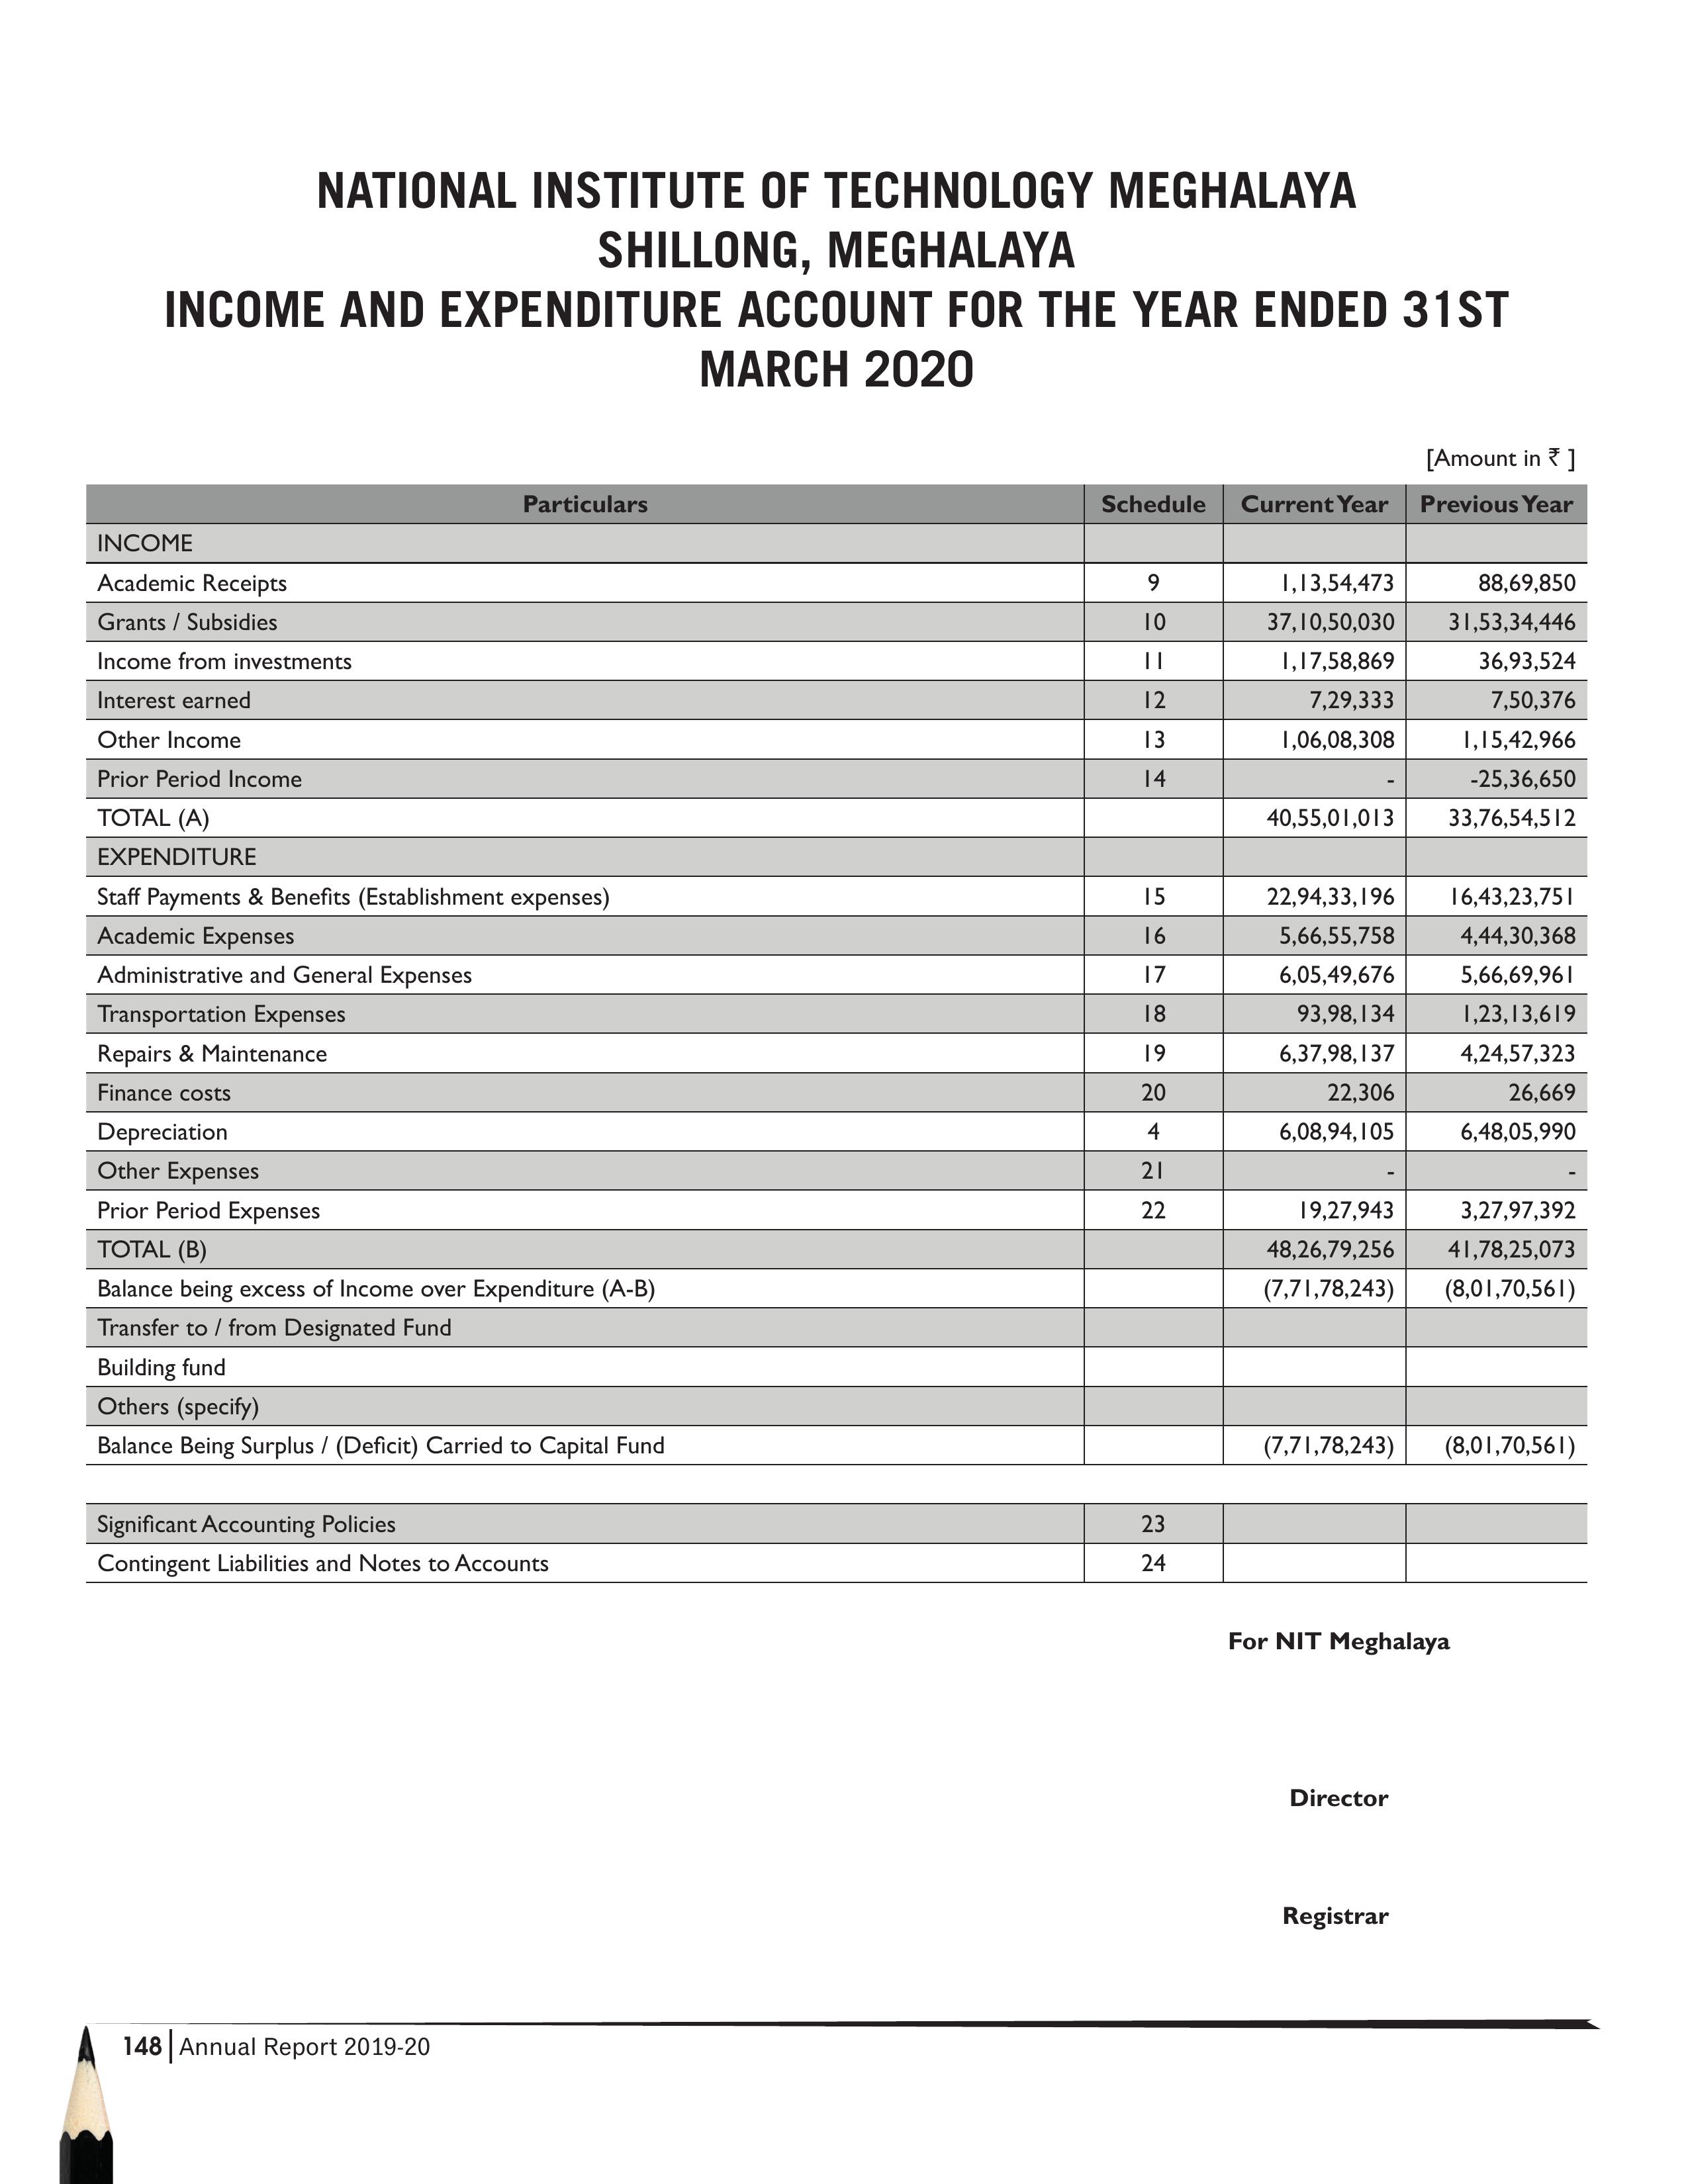 NATIONAL INSTITUTE OF TECHNOLOGY MEGHALAYA
SHILLONG, MEGHALAYA
INCOME AND EXPENDITURE ACCOUNT FOR THE YEAR ENDED 31ST
MARCH 2020
[Amount in ₹ ]
Particulars Schedule Current Year Previous Year
INCOME
Academic Receipts 9 1,13,54,473 88,69,850
Grants / Subsidies 10 37,10,50,030 31,53,34,446
Income from investments 11 1,17,58,869 36,93,524
Interest earned 12 7,29,333 7,50,376
Other Income 13 1,06,08,308 1,15,42,966
Prior Period Income 14 - -25,36,650
TOTAL (A) 40,55,01,013 33,76,54,512
EXPENDITURE
Staff Payments & Benefits (Establishment expenses) 15 22,94,33,196 16,43,23,751
Academic Expenses 16 5,66,55,758 4,44,30,368
Administrative and General Expenses 17 6,05,49,676 5,66,69,961
Transportation Expenses 18 93,98,134 1,23,13,619
Repairs & Maintenance 19 6,37,98,137 4,24,57,323
Finance costs 20 22,306 26,669
Depreciation 4 6,08,94,105 6,48,05,990
Other Expenses 21 - -
Prior Period Expenses 22 19,27,943 3,27,97,392
TOTAL (B) 48,26,79,256 41,78,25,073
Balance being excess of Income over Expenditure (A-B) (7,71,78,243) (8,01,70,561)
Transfer to / from Designated Fund
Building fund
Others (specify)
Balance Being Surplus / (Deficit) Carried to Capital Fund (7,71,78,243) (8,01,70,561)
Significant Accounting Policies 23
Contingent Liabilities and Notes to Accounts 24
For NIT Meghalaya
Director
Registrar
148 Annual Report 2019-20